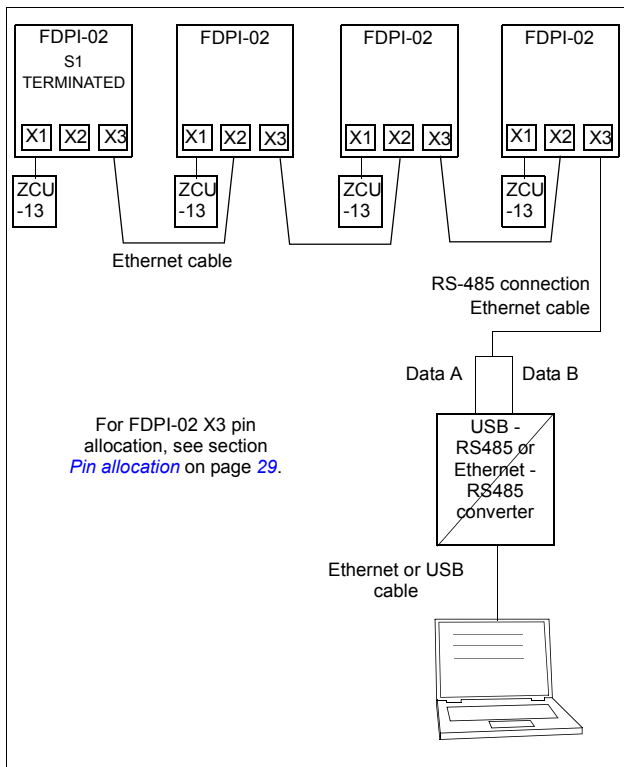 FDPI-02
S1
TERMINATED
X1 X2 X3
ZCU
-13
FDPI-02
X1 X2 X3
ZCU
-13
FDPI-02
X1 X2 X3
ZCU
-13
FDPI-02
X1 X2 X3
ZCU
-13
Ethernet cable
RS-485 connection
Ethernet cable
Data A
Data B
For FDPI-02 X3 pin
allocation, see section
Pin allocation on page 29.
USB -
RS485 or
Ethernet -
RS485
converter
Ethernet or USB
cable